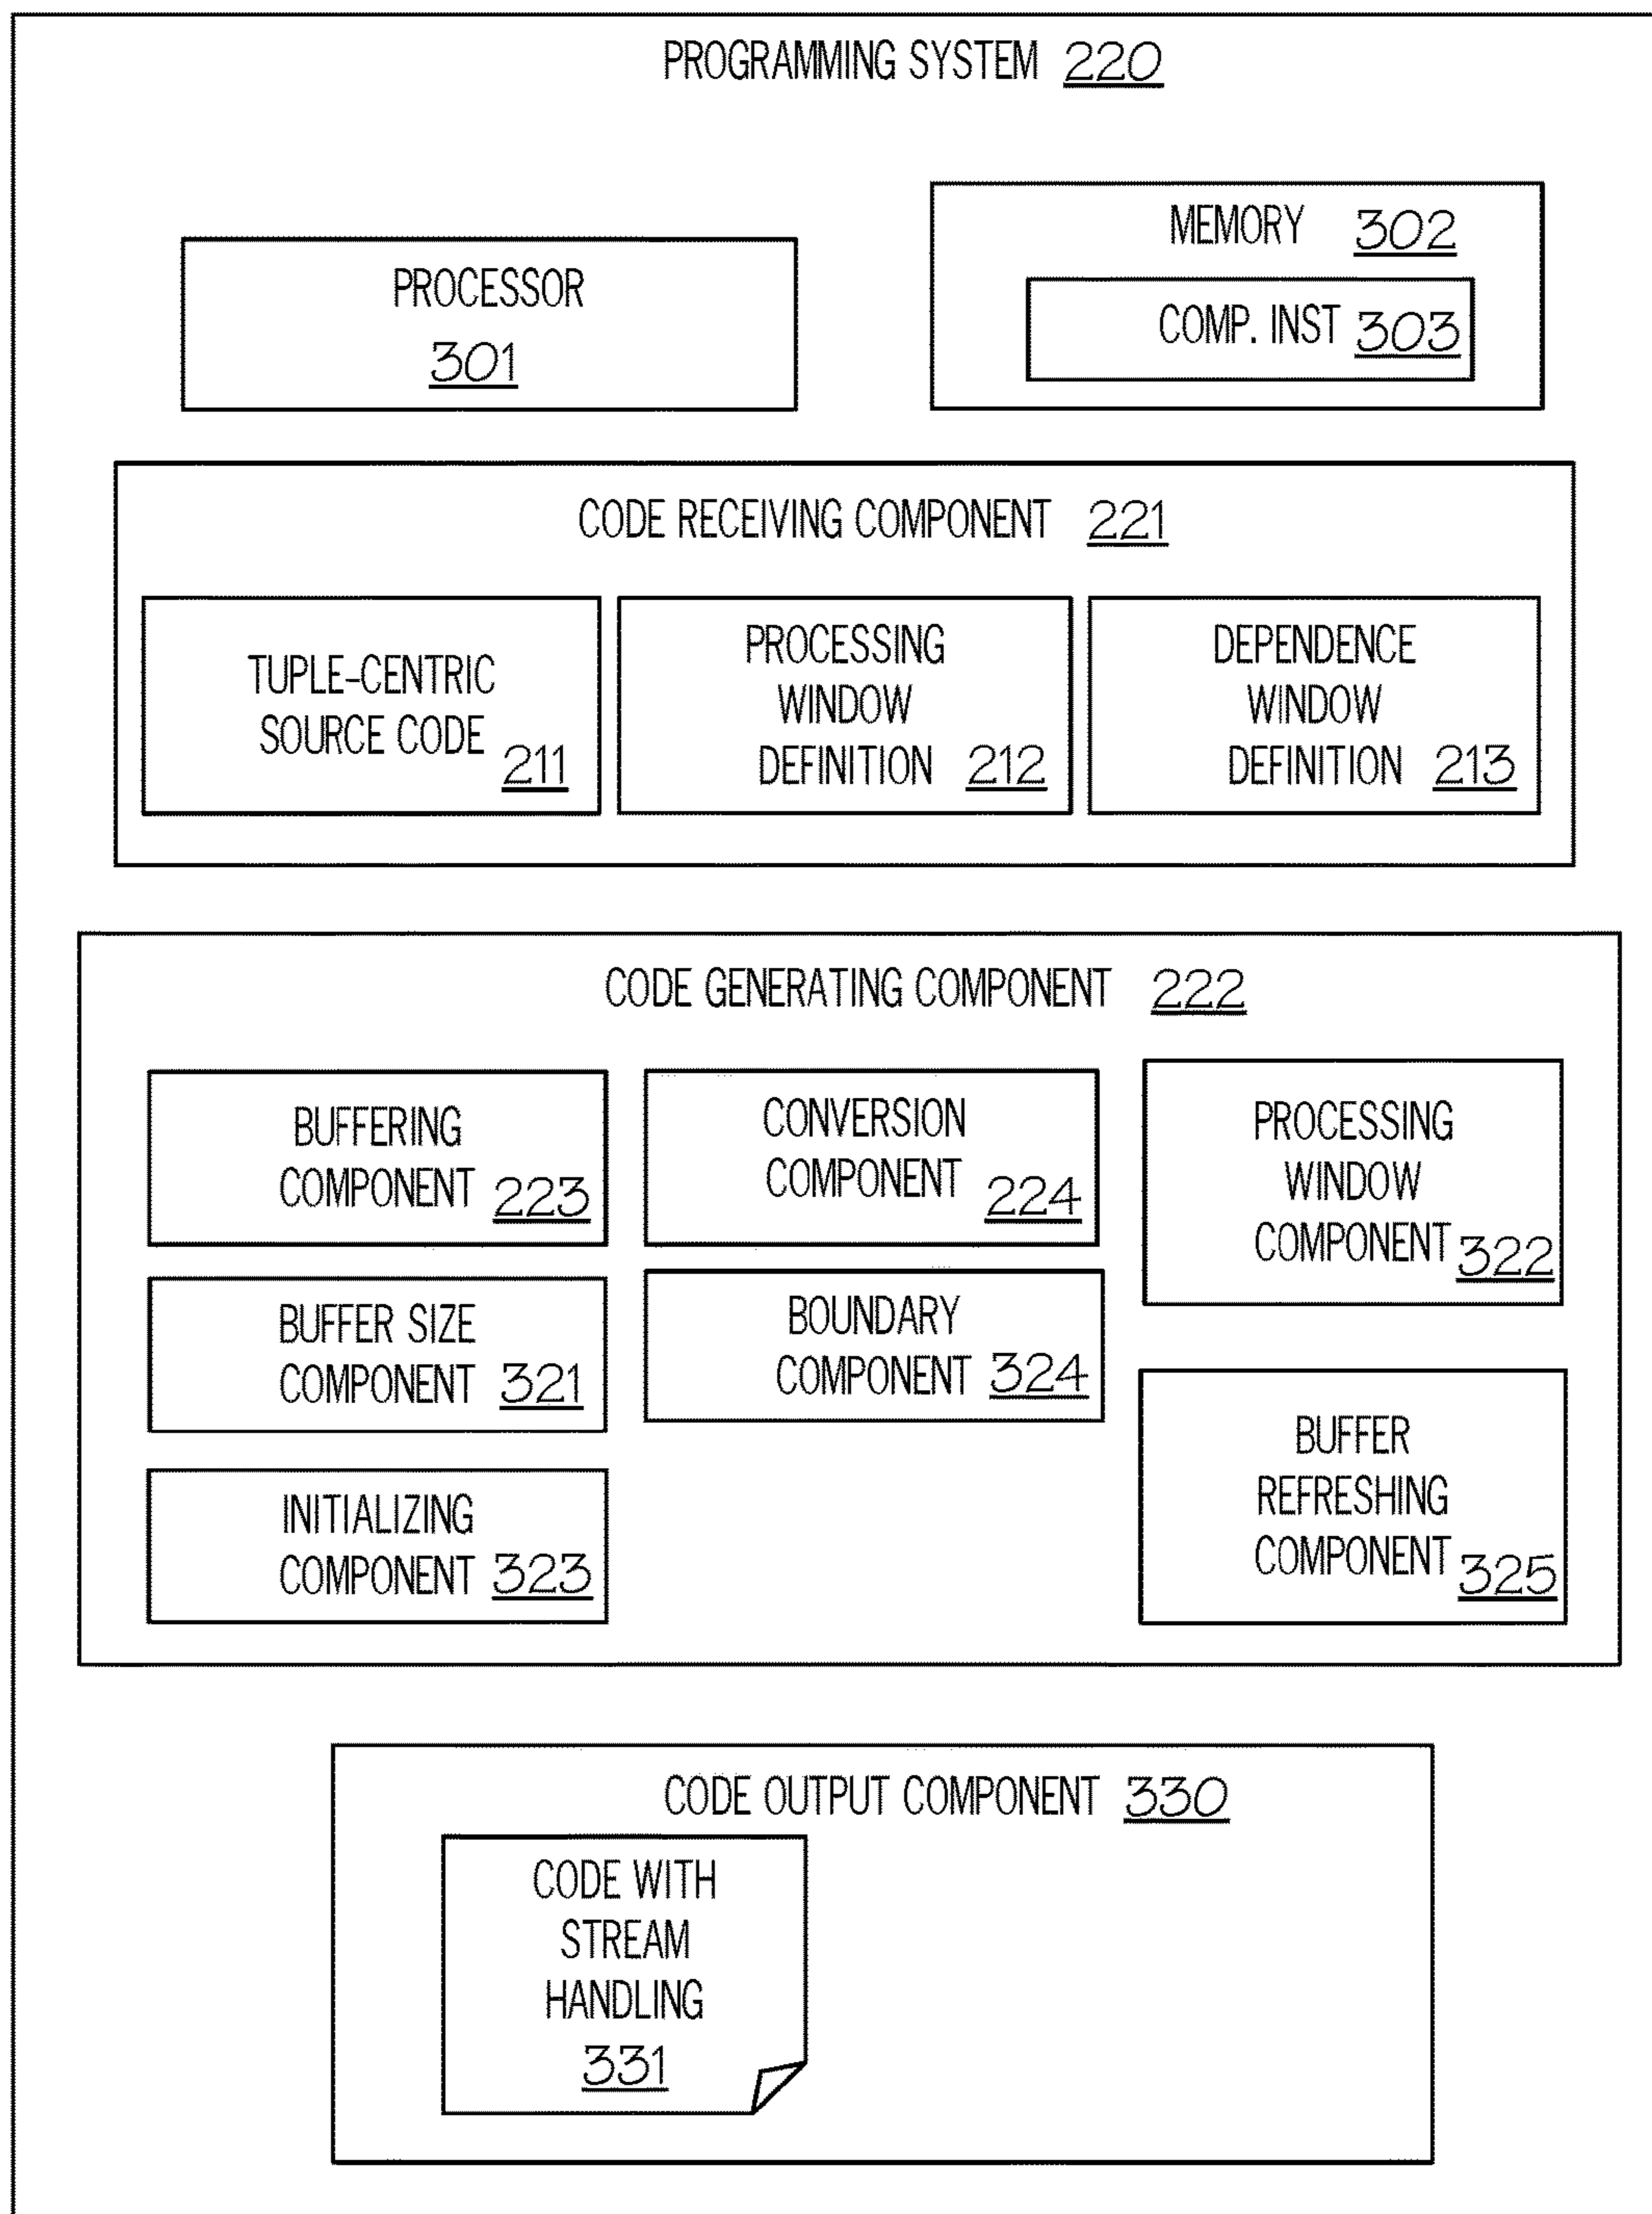 PROGRAMMING SYSTEM 220
PROCESSOR
301
MEMORY 302
COMP. INST 303
CODE RECEIVING COMPONENT 221
TUPLE-CENTRIC
SOURCE CODE 211
PROCESSING
WINDOW
DEFINITION 212
DEPENDENCE
WINDOW
DEFINITION 213
CODE GENERATING COMPONENT 222
BUFFERING
COMPONENT 223
CONVERSION
COMPONENT 224
PROCESSING
WINDOW
COMPONENT 322
BUFFER SIZE
COMPONENT 321
BOUNDARY
COMPONENT 324
INITIALIZING
COMPONENT 323
BUFFER
REFRESHING
COMPONENT 325
CODE OUTPUT COMPONENT 330
CODE WITH
STREAM
HANDLING
331